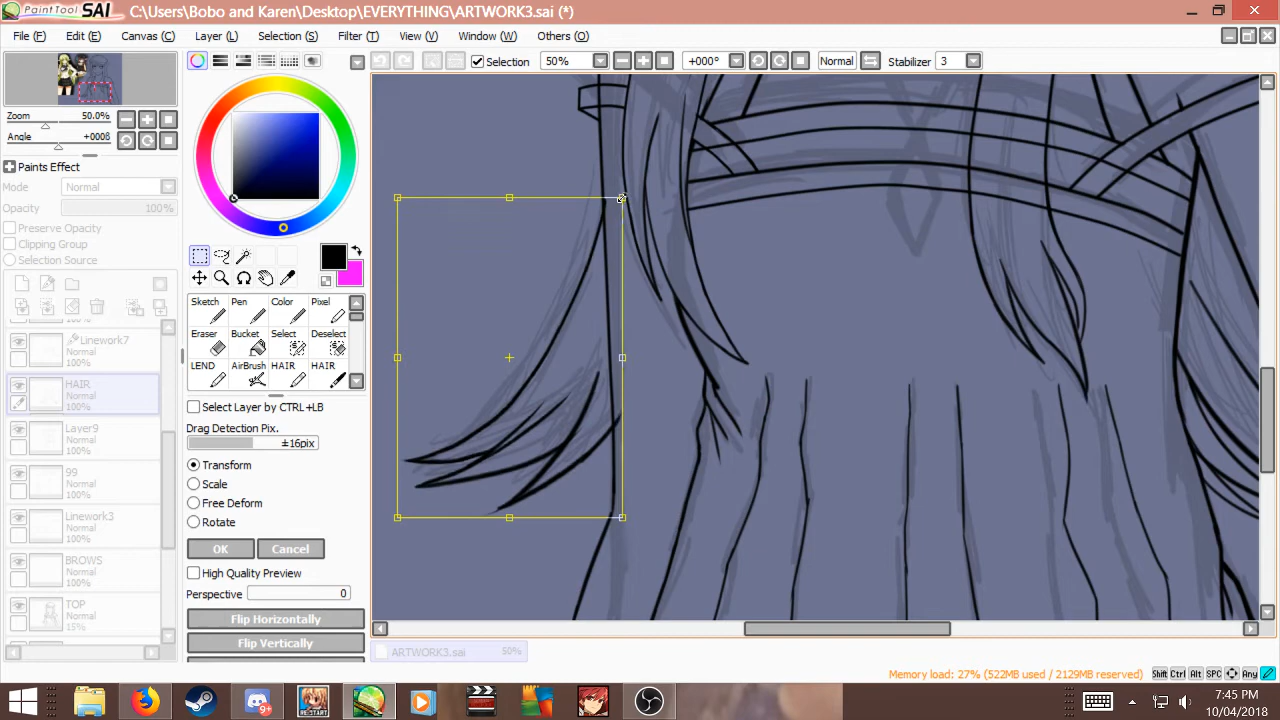 PaintTool SAI C:\Users\Bobo and Karen\Desktop\EVERYTHING\ARTWORK3.sai (*)
File (F) Edit (E) Canvas (C) Layer (L) Selection (S) Filter (T) View (V) Window (W) Others (O)
Selection 50% +000° Normal Stabilizer 3
Zoom 50.0%
Angle +000°
Paints Effect
Mode Normal
Opacity 100%
Preserve Opacity
Clipping Group
Selection Source
Linework7
Normal
100%
HAIR
Normal
100%
Layer9
Normal
100%
99
Normal
100%
Linework3
Normal
100%
BROWS
Normal
100%
TOP
Normal
15%
Sketch Pen Color Pixel
Eraser Bucket Select Deselect
LEND AirBrush HAIR HAIR
Select Layer by CTRL+LB
Drag Detection Pix.
±16pix
Transform
Scale
Free Deform
Rotate
OK Cancel
High Quality Preview
Perspective 0
Flip Horizontally
Flip Vertically
ARTWORK3.sai 50%
Memory load: 27% (522MB used / 2129MB reserved) Shift Ctrl Alt SPC Any
RE:START
9+
7:45 PM
10/04/2018